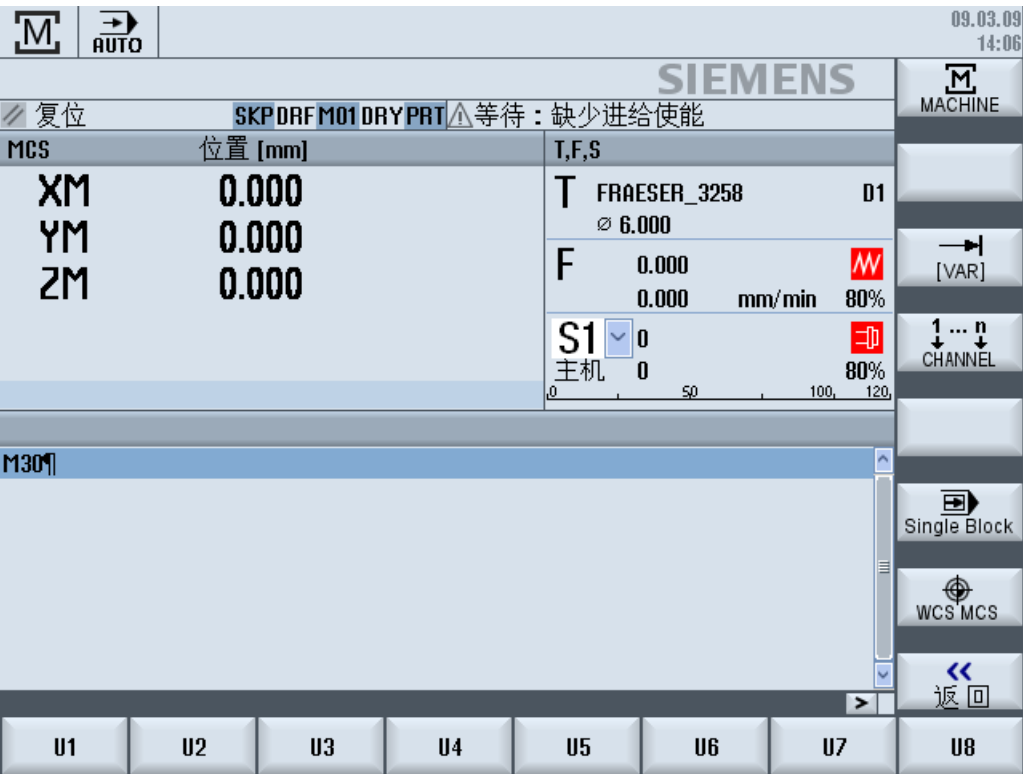 M AUTO 09.03.09
14:06
SIEMENS
M
MACHINE
复位 SKP DRF M01 DRY PRT 等待：缺少进给使能
MCS 位置 [mm] T,F,S
XM 0.000
YM 0.000
ZM 0.000
T FRAESER_3258 D1
⌀ 6.000
F 0.000
0.000 mm/min 80%
S1 0
主机 0 80%
0 50 100 120
[VAR]
1 ... n
CHANNEL
M30¶
Single Block
WCS MCS
<<
返回
>
U1 U2 U3 U4 U5 U6 U7 U8